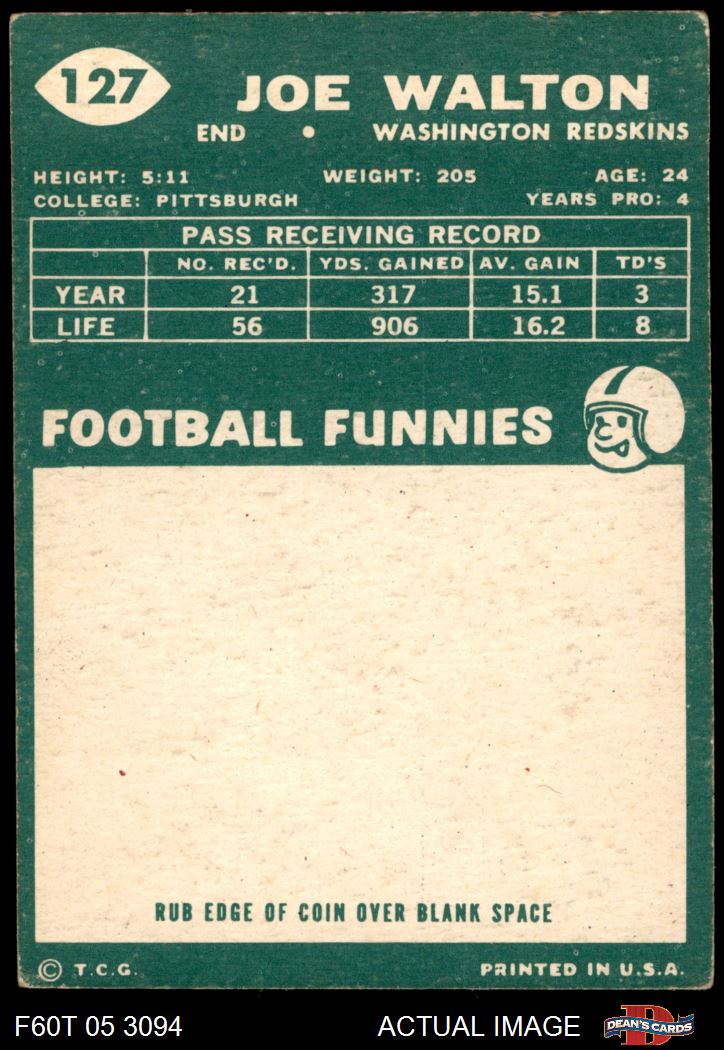 127
JOE WALTON
END • WASHINGTON REDSKINS
HEIGHT: 5:11 WEIGHT: 205 AGE: 24
COLLEGE: PITTSBURGH YEARS PRO: 4
PASS RECEIVING RECORD
NO. REC'D. YDS. GAINED AV. GAIN TD'S
YEAR 21 317 15.1 3
LIFE 56 906 16.2 8
FOOTBALL FUNNIES
RUB EDGE OF COIN OVER BLANK SPACE
© T.C.G. PRINTED IN U.S.A.
F60T 05 3094 ACTUAL IMAGE DEAN'S CARDS